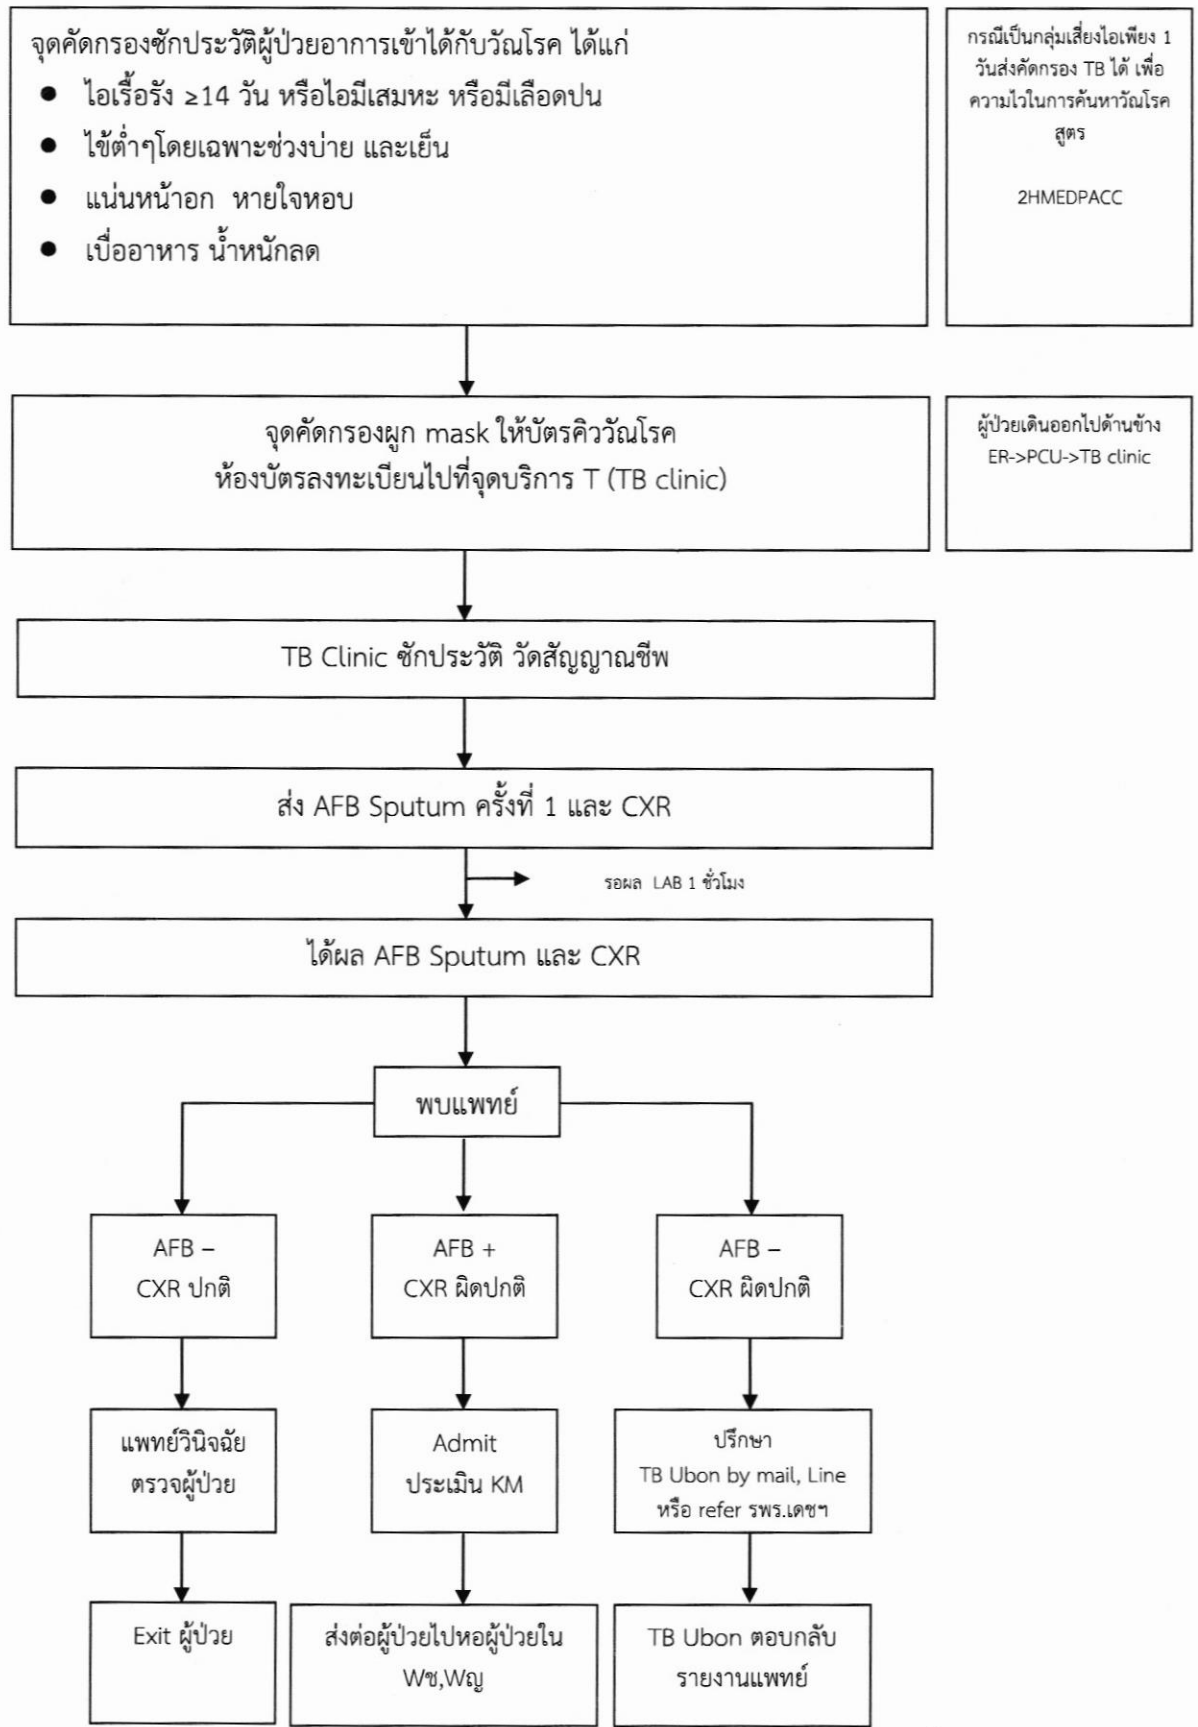 จุดคัดกรองซักประวัติผู้ป่วยอาการเข้าได้กับวัณโรค ได้แก่
● ไอเรื้อรัง ≥14 วัน หรือไอมีเสมหะ หรือมีเลือดปน
● ไข้ต่ำๆโดยเฉพาะช่วงบ่าย และเย็น
● แน่นหน้าอก หายใจหอบ
● เบื่ออาหาร น้ำหนักลด
กรณีเป็นกลุ่มเสี่ยงไอเพียง 1
วันส่งคัดกรอง TB ได้ เพื่อ
ความไวในการค้นหาวัณโรค
สูตร
2HMEDPACC
จุดคัดกรองผูก mask ให้บัตรคิววัณโรค
ห้องบัตรลงทะเบียนไปที่จุดบริการ T (TB clinic)
ผู้ป่วยเดินออกไปด้านข้าง
ER->PCU->TB clinic
TB Clinic ซักประวัติ วัดสัญญาณชีพ
ส่ง AFB Sputum ครั้งที่ 1 และ CXR
รอผล LAB 1 ชั่วโมง
ได้ผล AFB Sputum และ CXR
พบแพทย์
AFB –
CXR ปกติ
AFB +
CXR ผิดปกติ
AFB –
CXR ผิดปกติ
แพทย์วินิจฉัย
ตรวจผู้ป่วย
Admit
ประเมิน KM
ปรึกษา
TB Ubon by mail, Line
หรือ refer รพร.เดชฯ
Exit ผู้ป่วย
ส่งต่อผู้ป่วยไปหอผู้ป่วยใน
Wช,Wญ
TB Ubon ตอบกลับ
รายงานแพทย์